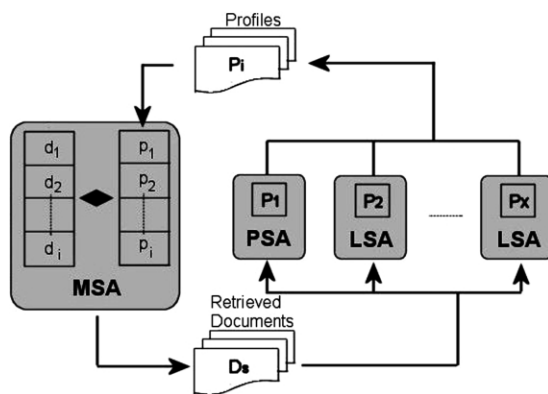 Profiles
Pi
d1
p1
d2
p2
di
pi
MSA
P1
PSA
P2
LSA
Px
LSA
Retrieved
Documents
Ds